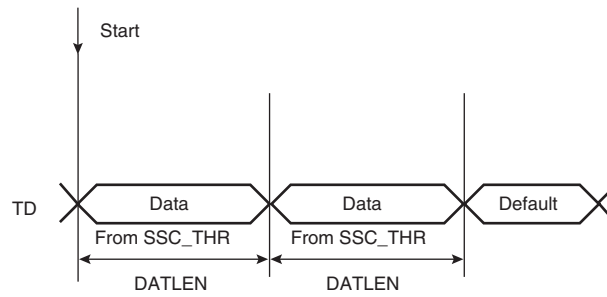 Start
TD Data Data Default
From SSC_THR From SSC_THR
DATLEN DATLEN